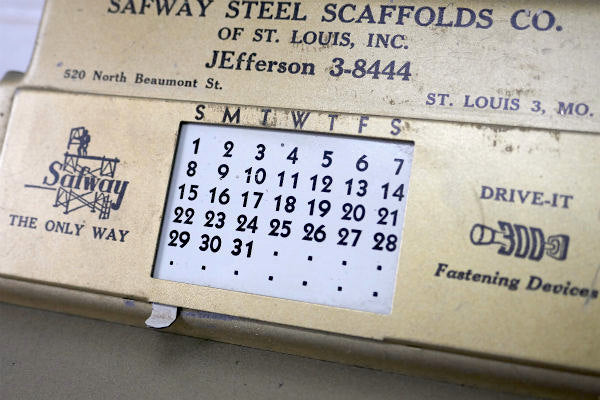 SAFWAY STEEL SCAFFOLDS CO.
OF ST. LOUIS, INC.
JEfferson 3-8444
520 North Beaumont St.
ST. LOUIS 3, MO.
S M T W T F S
1 2 3 4 5 6 7
8 9 10 11 12 13 14
15 16 17 18 19 20 21
22 23 24 25 26 27 28
29 30 31 . . . .
. . . . . . .
Safway
THE ONLY WAY
DRIVE-IT
300
Fastening Devices